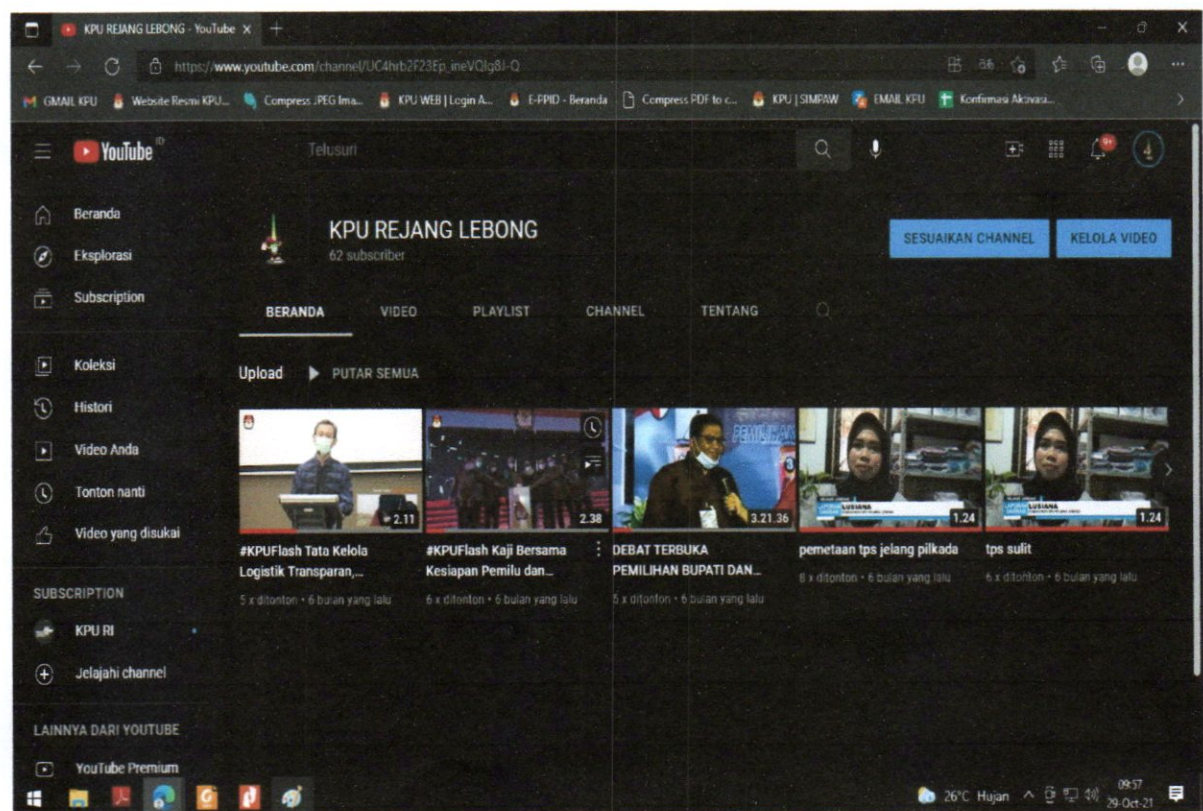 KPU REJANG LEBONG - YouTube
https://www.youtube.com/channel/UC4hrb2F23Ep_ineVQIg8J-Q
GMAIL KPU Website Resmi KPU... Compress JPEG Ima... KPU WEB | Login A... E-PPID - Beranda Compress PDF to c... KPU | SIMPAW EMAIL KPU Konfirmasi Aktivasi...
YouTube ID
Telusuri
9+
Beranda
Eksplorasi
Subscription
Koleksi
Histori
Video Anda
Tonton nanti
Video yang disukai
SUBSCRIPTION
KPU RI
Jelajahi channel
LAINNYA DARI YOUTUBE
YouTube Premium
KPU REJANG LEBONG
62 subscriber
SESUAIKAN CHANNEL KELOLA VIDEO
BERANDA VIDEO PLAYLIST CHANNEL TENTANG
Upload PUTAR SEMUA
2.11
#KPUFlash Tata Kelola
Logistik Transparan,...
5 x ditonton • 6 bulan yang lalu
2.38
#KPUFlash Kaji Bersama
Kesiapan Pemilu dan...
6 x ditonton • 6 bulan yang lalu
3
3.21.36
DEBAT TERBUKA
PEMILIHAN BUPATI DAN...
5 x ditonton • 6 bulan yang lalu
LUSIANA
1.24
pemetaan tps jelang pilkada
8 x ditonton • 6 bulan yang lalu
LUSIANA
1.24
tps sulit
6 x ditonton • 6 bulan yang lalu
26°C Hujan
09:57
29-Oct-21